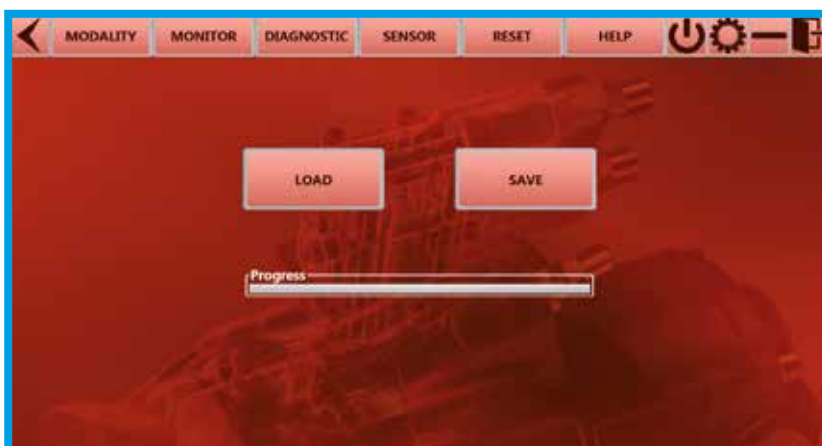 MODALITY MONITOR DIAGNOSTIC SENSOR RESET HELP
LOAD SAVE
Progress